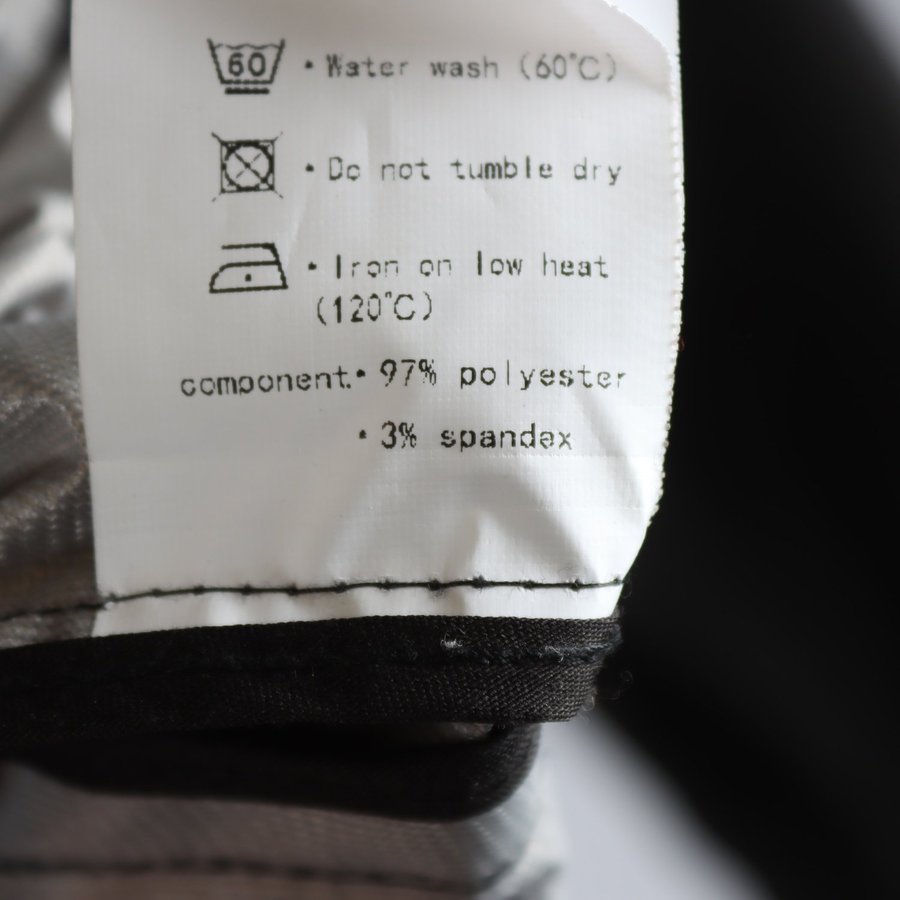 60 • Water wash (60°C)
• Do not tumble dry
• Iron on low heat
(120°C)
component: • 97% polyester
• 3% spandex